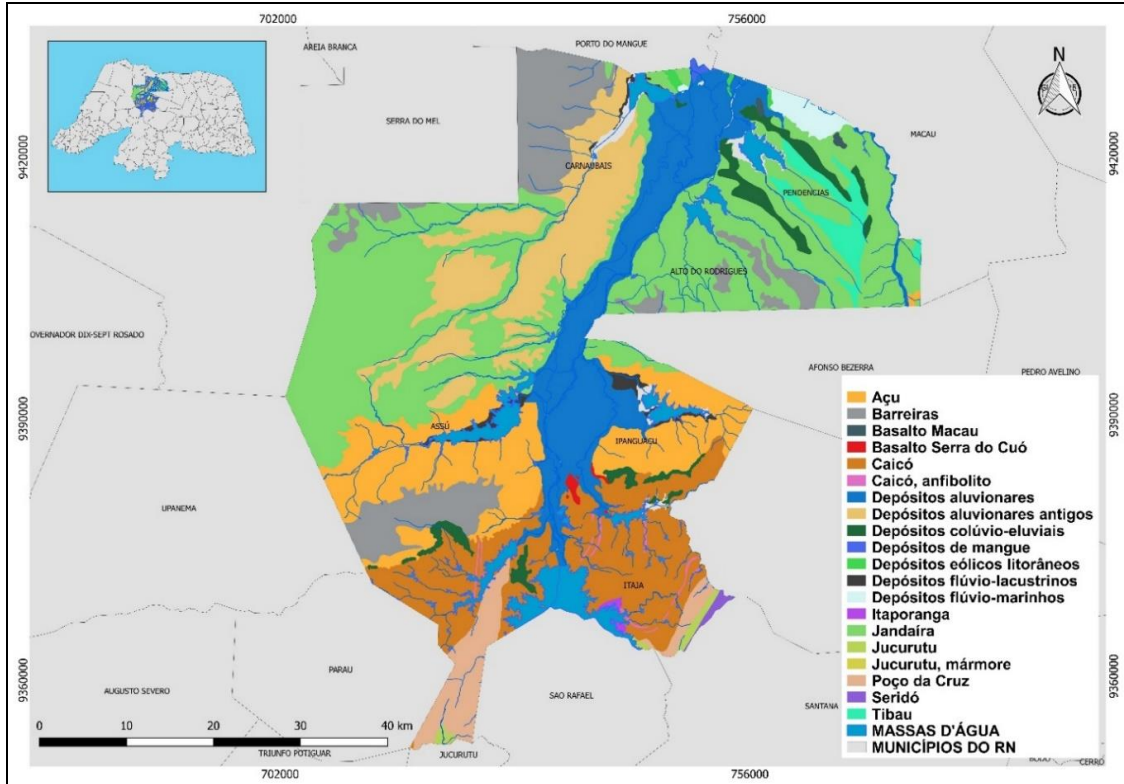 702000
756000
PORTO DO MANGUE
AREIA BRANCA
N
SERRA DO MEL
MACAU
9420000
9420000
CARNAUBAIS
PENDENCIAS
ALTO DO RODRIGUES
OVERNADOR DIX-SEPT ROSADO
AFONSO BEZERRA
PEDRO AVELINO
9390000
9390000
ASSÚ
IPANGUAÇU
UPANEMA
ITAJA
PARAU
SAO RAFAEL
SANTANA
AUGUSTO SEVERO
9360000
9360000
TRIUNFO POTIGUAR
JUCURUTU
BODO
CERRO
0 10 20 30 40 km
702000
756000
Açu
Barreiras
Basalto Macau
Basalto Serra do Cuó
Caicó
Caicó, anfibolito
Depósitos aluvionares
Depósitos aluvionares antigos
Depósitos colúvio-eluviais
Depósitos de mangue
Depósitos eólicos litorâneos
Depósitos flúvio-lacustrinos
Depósitos flúvio-marinhos
Itaporanga
Jandaíra
Jucurutu
Jucurutu, mármore
Poço da Cruz
Seridó
Tibau
MASSAS D'ÁGUA
MUNICÍPIOS DO RN